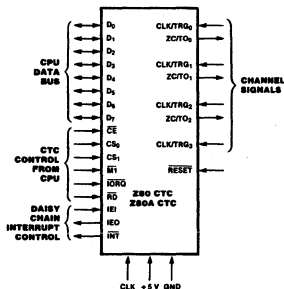 CPU DATA BUS
D0
D1
D2
D3
D4
D5
D6
D7
CTC CONTROL FROM CPU
CE
CS0
CS1
M1
IORQ
RD
DAISY CHAIN INTERRUPT CONTROL
IEI
IEO
INT
CLK/TRG0
ZC/TO0
CLK/TRG1
ZC/TO1
CLK/TRG2
ZC/TO2
CLK/TRG3
CHANNEL SIGNALS
RESET
Z80 CTC
Z80A CTC
CLK +5 V GND